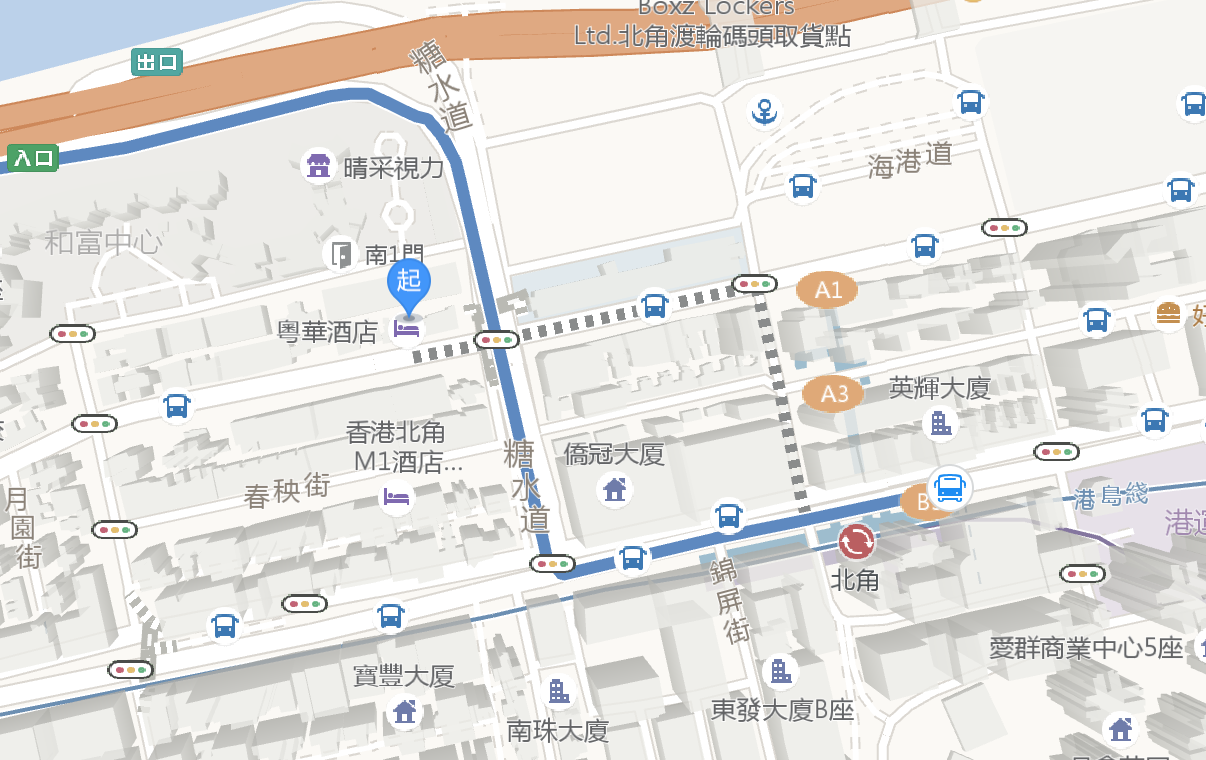 Boxz Lockers
Ltd.北角渡輪碼頭取貨點
出口
糖水道
入口
晴采視力
海港道
和富中心
南1門
起
A1
粵華酒店
好
A3
英輝大廈
香港北角
M1酒店...
僑冠大厦
糖水道
春秧街
月園街
港島綫
北角
錦屏街
愛群商業中心5座
寶豐大厦
東發大廈B座
南珠大廈